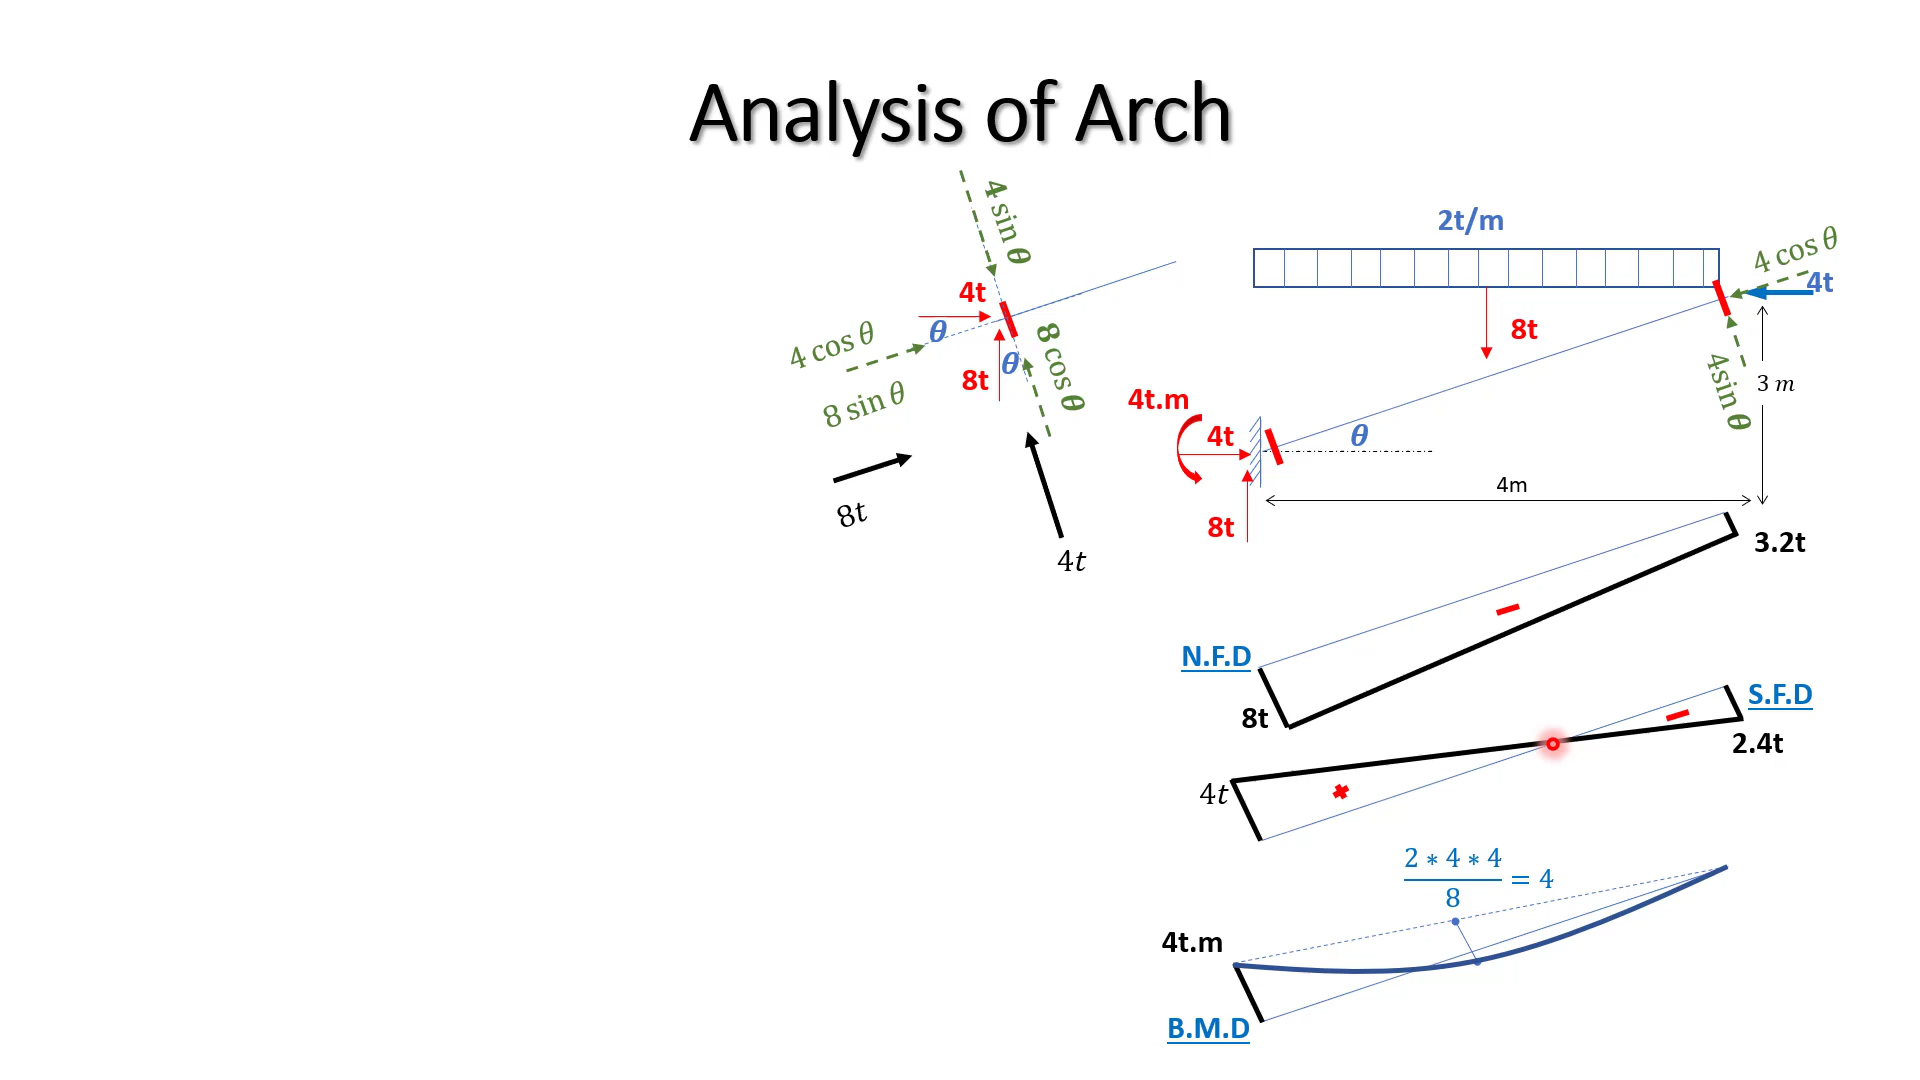 Analysis of Arch
4 sin θ
4t
θ
4 cos θ
8 sin θ
8t
θ
8 cos θ
8t
4t
2t/m
8t
4 cos θ
4t
4sin θ
3 m
4t.m
4t
θ
8t
4m
N.F.D
8t
3.2t
S.F.D
2.4t
4t
2 ∗ 4 ∗ 4
8
= 4
4t.m
B.M.D